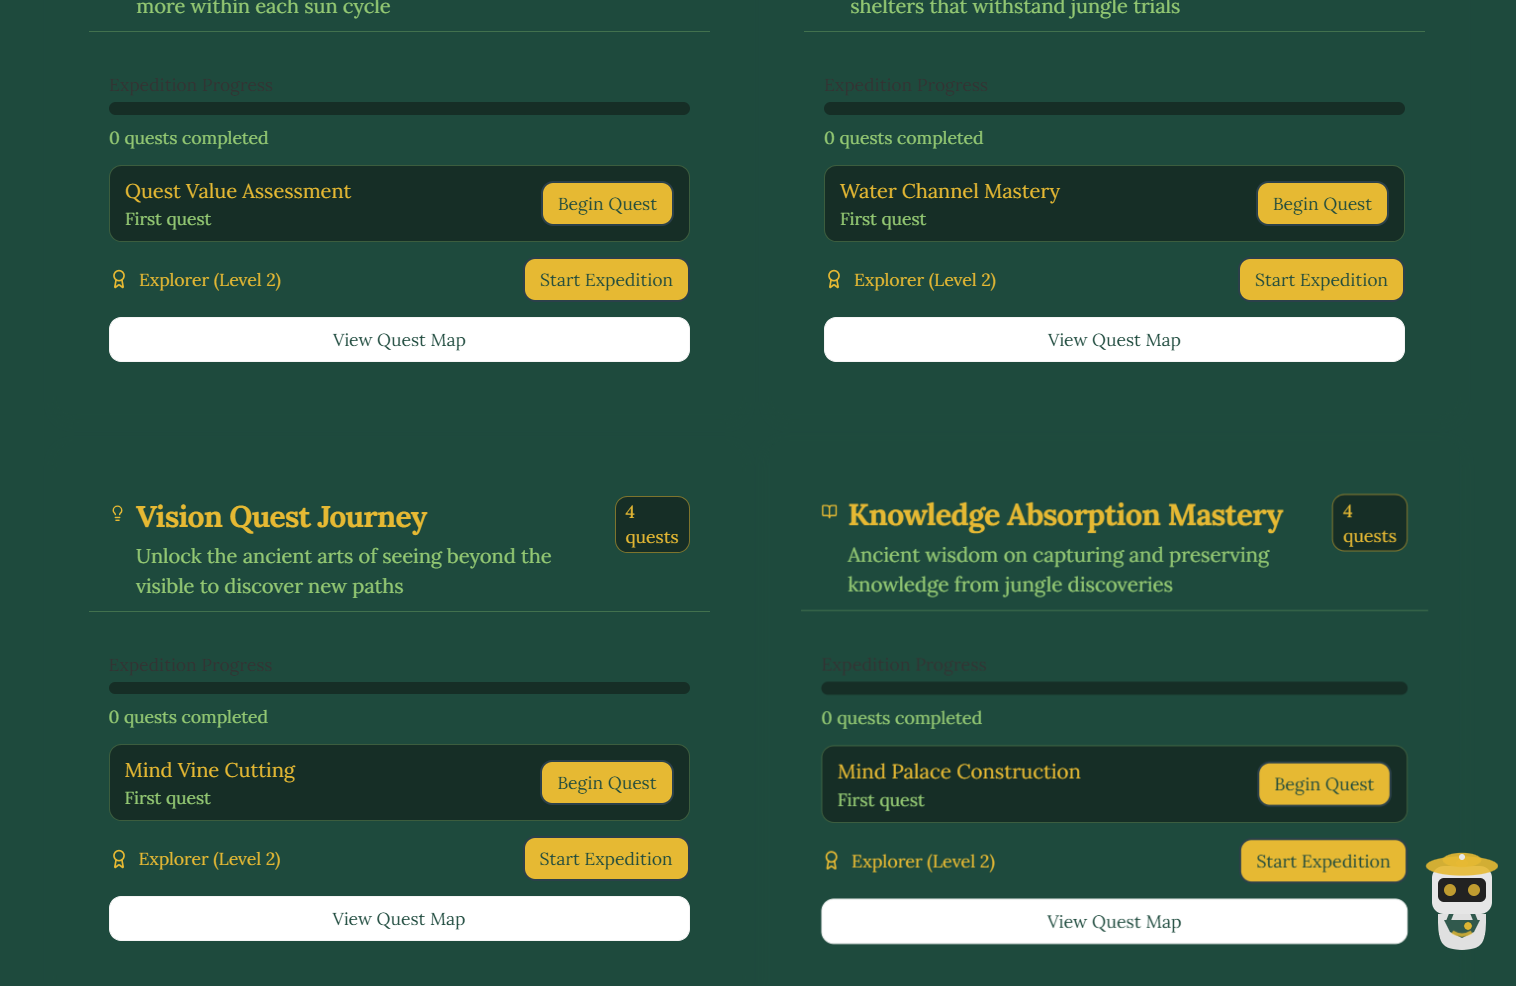 more within each sun cycle
Expedition Progress
0 quests completed
Quest Value Assessment
First quest
Begin Quest
Explorer (Level 2)
Start Expedition
View Quest Map
shelters that withstand jungle trials
Expedition Progress
0 quests completed
Water Channel Mastery
First quest
Begin Quest
Explorer (Level 2)
Start Expedition
View Quest Map
Vision Quest Journey
4
quests
Unlock the ancient arts of seeing beyond the
visible to discover new paths
Expedition Progress
0 quests completed
Mind Vine Cutting
First quest
Begin Quest
Explorer (Level 2)
Start Expedition
View Quest Map
Knowledge Absorption Mastery
4
quests
Ancient wisdom on capturing and preserving
knowledge from jungle discoveries
Expedition Progress
0 quests completed
Mind Palace Construction
First quest
Begin Quest
Explorer (Level 2)
Start Expedition
View Quest Map